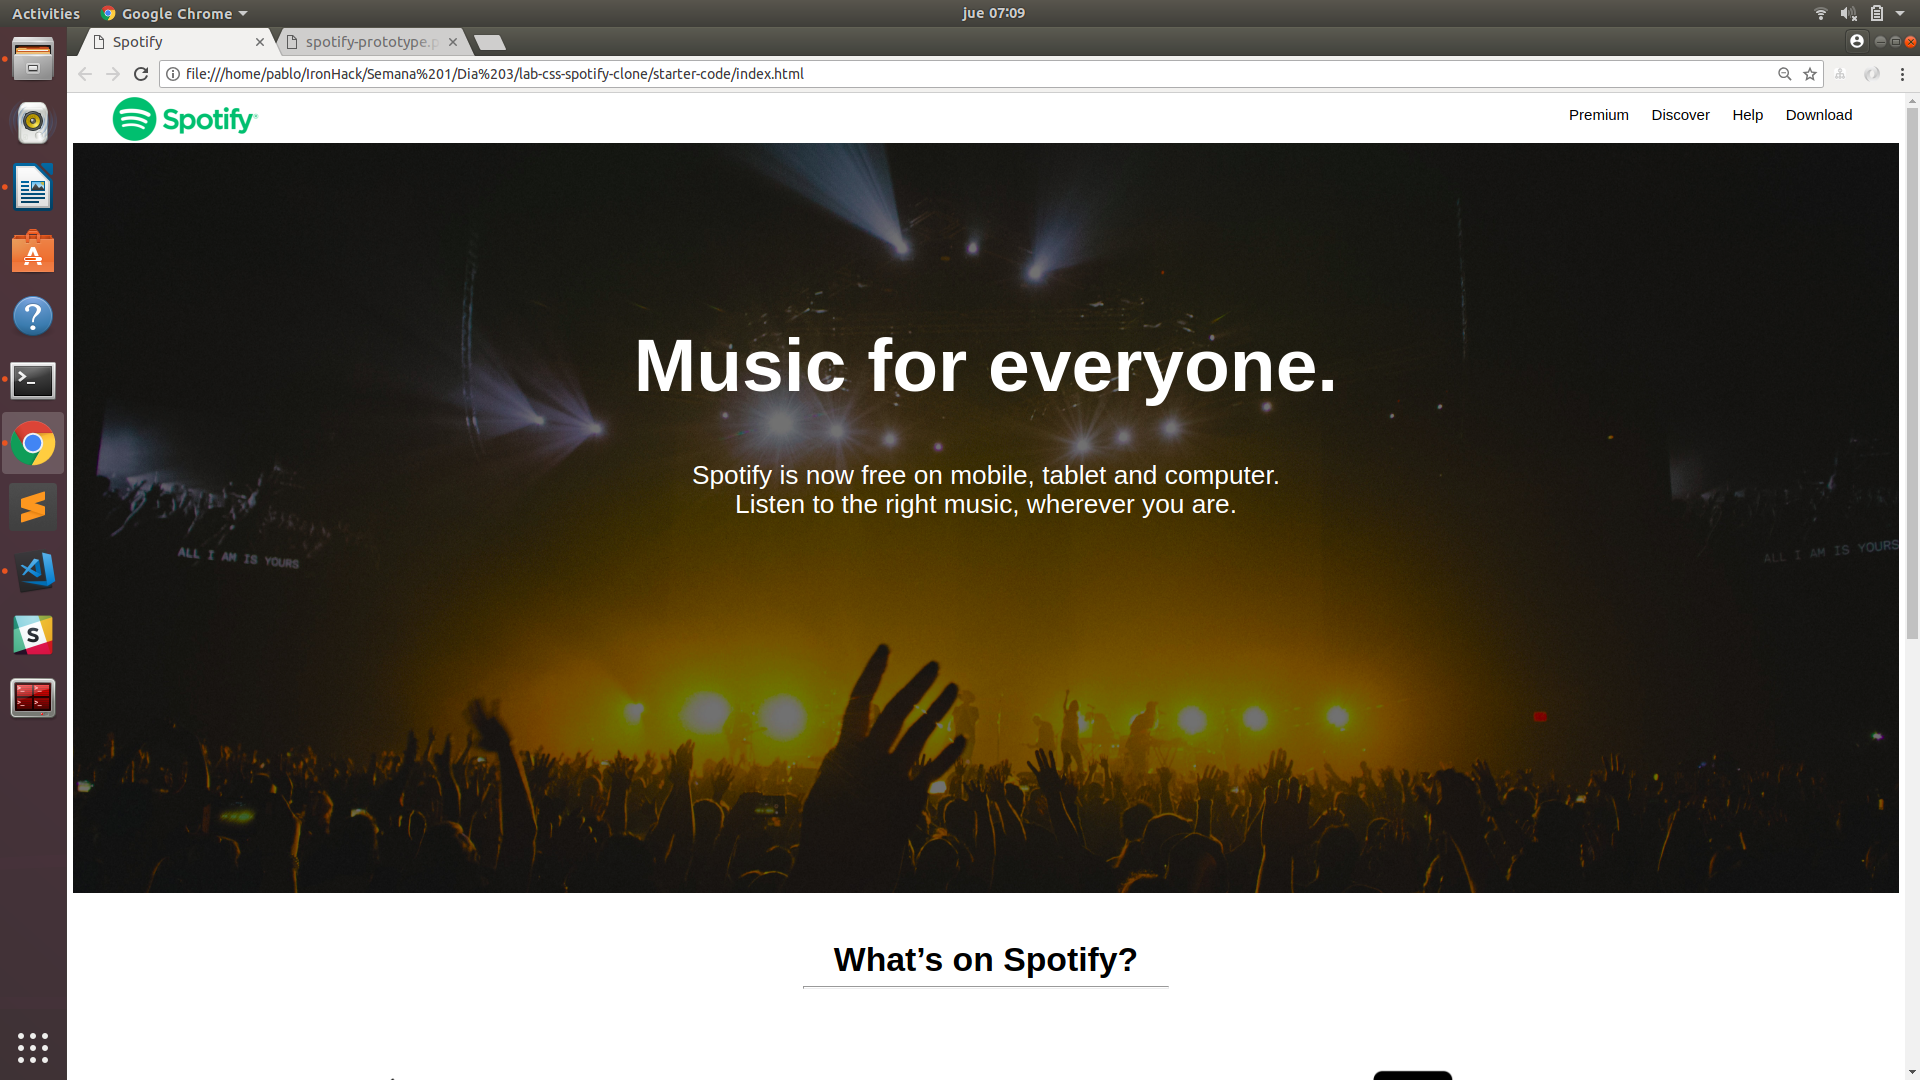 Activities Google Chrome jue 07:09
Spotify spotify-prototype.p
file:///home/pablo/IronHack/Semana%201/Dia%203/lab-css-spotify-clone/starter-code/index.html
Spotify Premium Discover Help Download
Music for everyone.
Spotify is now free on mobile, tablet and computer.
Listen to the right music, wherever you are.
ALL I AM IS YOURS ALL I AM IS YOURS
What’s on Spotify?